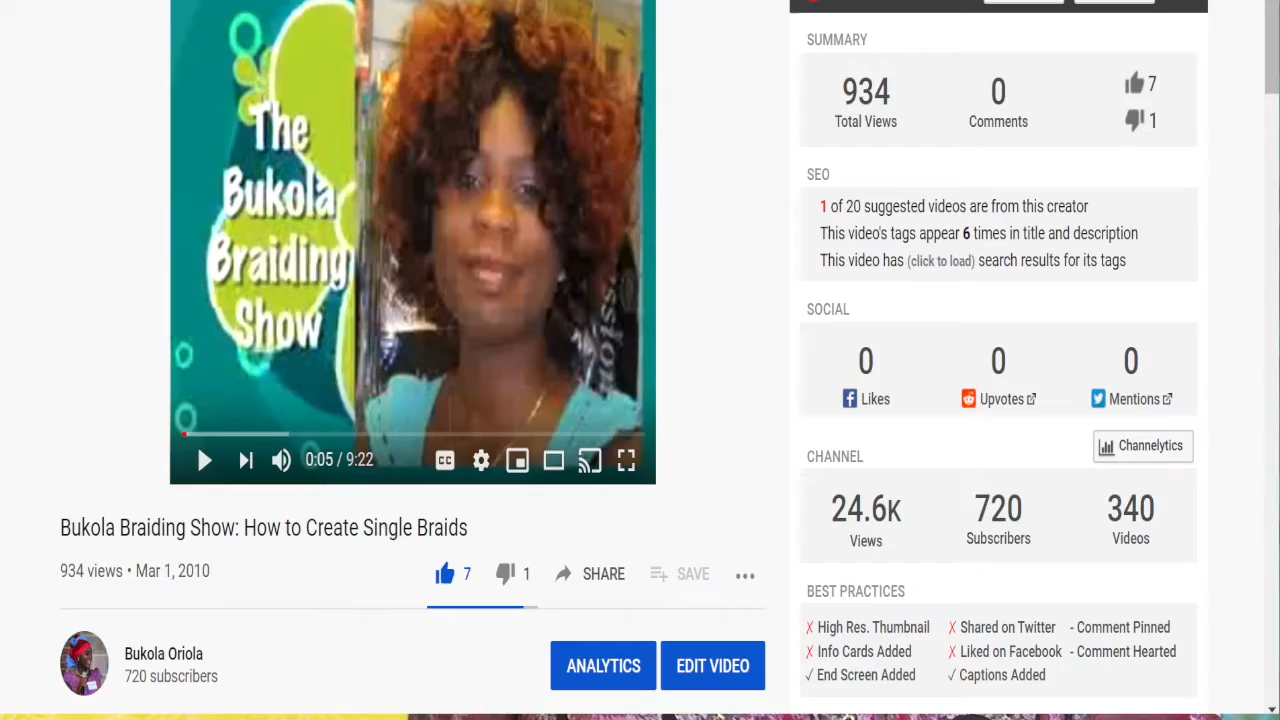 The
Bukola
Braiding
Show
0:05 / 9:22
CC
Bukola Braiding Show: How to Create Single Braids
934 views • Mar 1, 2010
7
1
SHARE
SAVE
Bukola Oriola
720 subscribers
ANALYTICS
EDIT VIDEO
SUMMARY
934
Total Views
0
Comments
7
1
SEO
1 of 20 suggested videos are from this creator
This video's tags appear 6 times in title and description
This video has (click to load) search results for its tags
SOCIAL
0
Likes
0
Upvotes
0
Mentions
CHANNEL
Channelytics
24.6K
Views
720
Subscribers
340
Videos
BEST PRACTICES
X High Res. Thumbnail X Shared on Twitter - Comment Pinned
X Info Cards Added X Liked on Facebook - Comment Hearted
✓ End Screen Added ✓ Captions Added